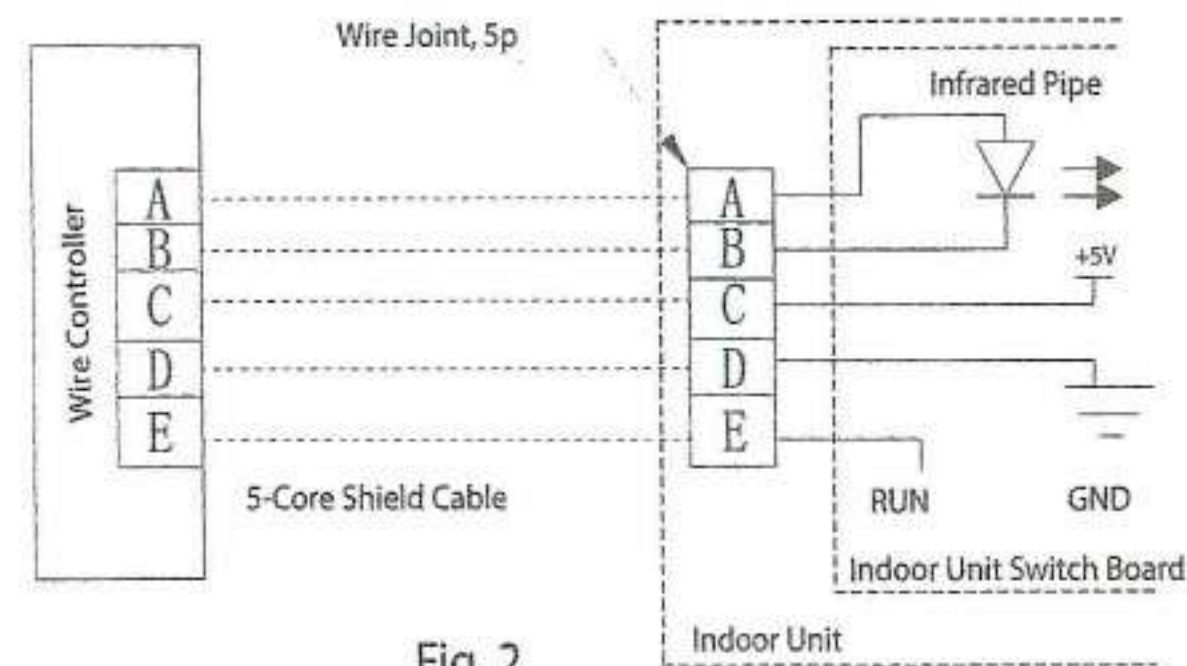 Wire Joint, 5p
Infrared Pipe
Wire Controller
A
B
C
D
E
A
B
C
D
E
+5V
5-Core Shield Cable
RUN
GND
Indoor Unit Switch Board
Indoor Unit
Fig. 2